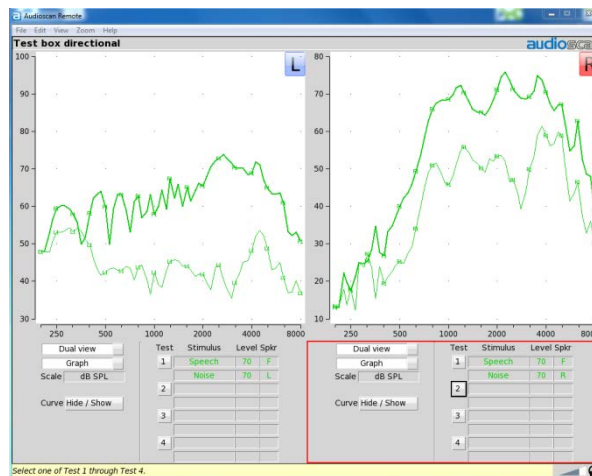 Audioscan Remote
File Edit View Zoom Help
Test box directional
audioscan
L
R
100
90
80
70
60
50
40
30
250 500 1000 2000 4000 8000
80
70
60
50
40
30
20
10
250 500 1000 2000 4000 8000
Dual view
Graph
Scale dB SPL
Curve Hide / Show
Test Stimulus Level Spkr
1 Speech 70 F
Noise 70 L
2
3
4
Dual view
Graph
Scale dB SPL
Curve Hide / Show
Test Stimulus Level Spkr
1 Speech 70 F
Noise 70 R
2
3
4
Select one of Test 1 through Test 4.